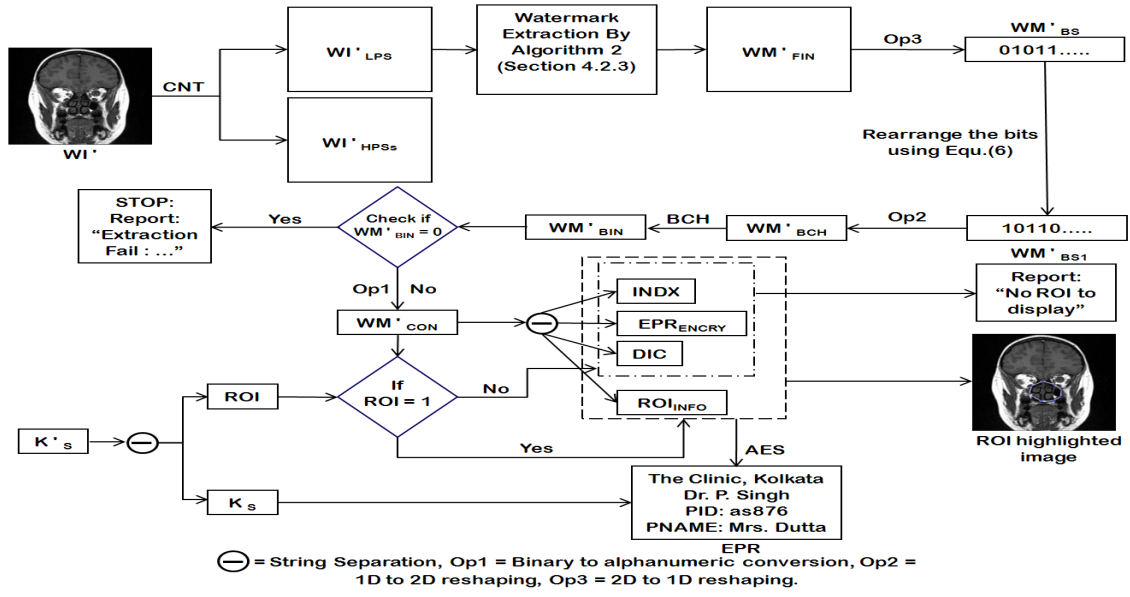 WI'
CNT
WI'LPS
WI'HPSs
Watermark
Extraction By
Algorithm 2
(Section 4.2.3)
WM'FIN
Op3
WM'BS
01011.....
Rearrange the bits
using Equ.(6)
10110.....
WM'BS1
Op2
WM'BCH
BCH
WM'BIN
Check if
WM'BIN = 0
Yes
STOP:
Report:
“Extraction
Fail : ...”
Op1
No
WM'CON
INDX
EPRENCRY
DIC
ROIINFO
Report:
“No ROI to
display”
If
ROI = 1
No
Yes
ROI
K'S
KS
AES
ROI highlighted
image
The Clinic, Kolkata
Dr. P. Singh
PID: as876
PNAME: Mrs. Dutta
EPR
= String Separation, Op1 = Binary to alphanumeric conversion, Op2 =
1D to 2D reshaping, Op3 = 2D to 1D reshaping.